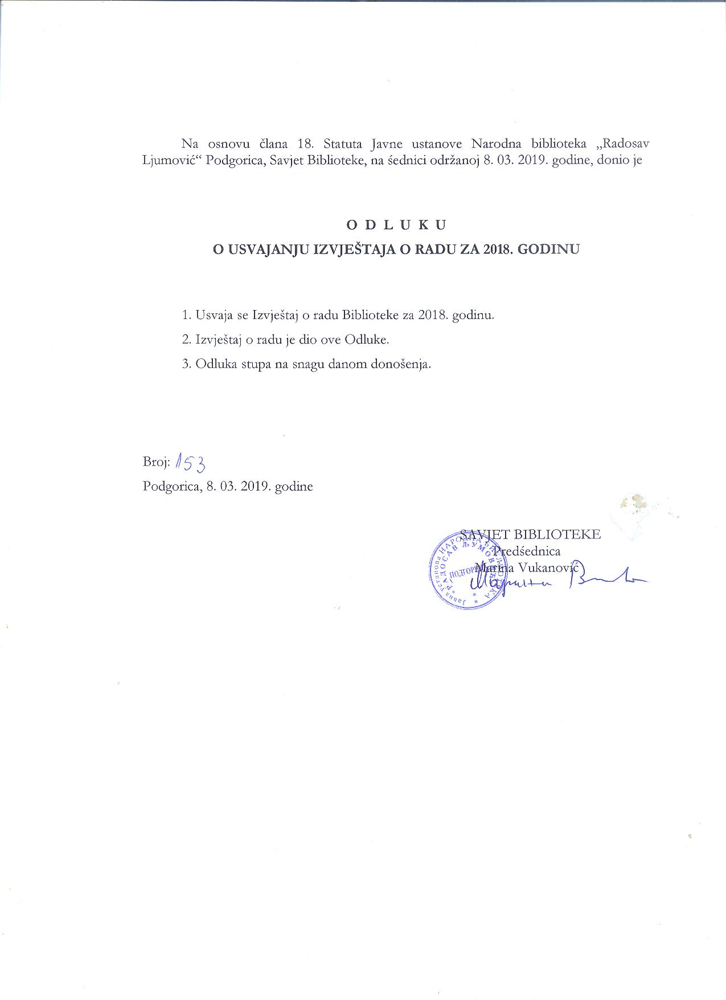 Na osnovu člana 18. Statuta Javne ustanove Narodna biblioteka „Radosav
Ljumović“ Podgorica, Savjet Biblioteke, na śednici održanoj 8. 03. 2019. godine, donio je
O D L U K U
O USVAJANJU IZVJEŠTAJA O RADU ZA 2018. GODINU
1. Usvaja se Izvještaj o radu Biblioteke za 2018. godinu.
2. Izvještaj o radu je dio ove Odluke.
3. Odluka stupa na snagu danom donošenja.
Broj: 153
Podgorica, 8. 03. 2019. godine
SAVJET BIBLIOTEKE
Predśednica
Marina Vukanović
Марина
Јавна установа НАРОДНА БИБЛИОТЕКА
"РАДОСАВ ЉУМОВИЋ"